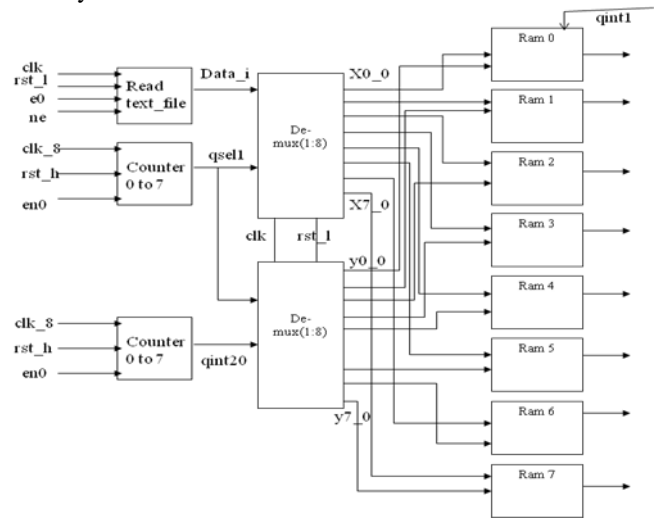 qint1
clk
rst_l
e0
ne
Read
text_file
Data_i
clk_8
rst_h
en0
Counter
0 to 7
qsel1
De-
mux(1:8)
X0_0
X7_0
clk
rst_l
y0_0
clk_8
rst_h
en0
Counter
0 to 7
qint20
De-
mux(1:8)
y7_0
Ram 0
Ram 1
Ram 2
Ram 3
Ram 4
Ram 5
Ram 6
Ram 7